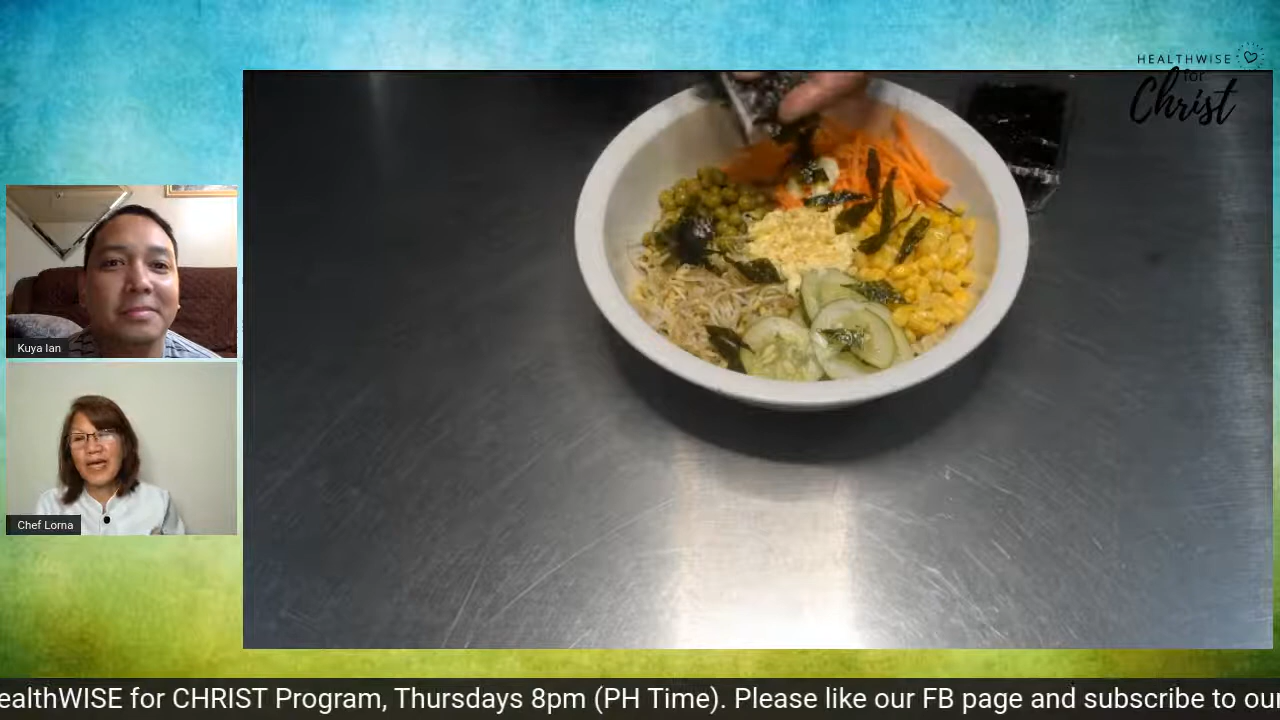 HEALTHWISE
for
Christ
Kuya Ian
Chef Lorna
ealthWISE for CHRIST Program, Thursdays 8pm (PH Time). Please like our FB page and subscribe to ou